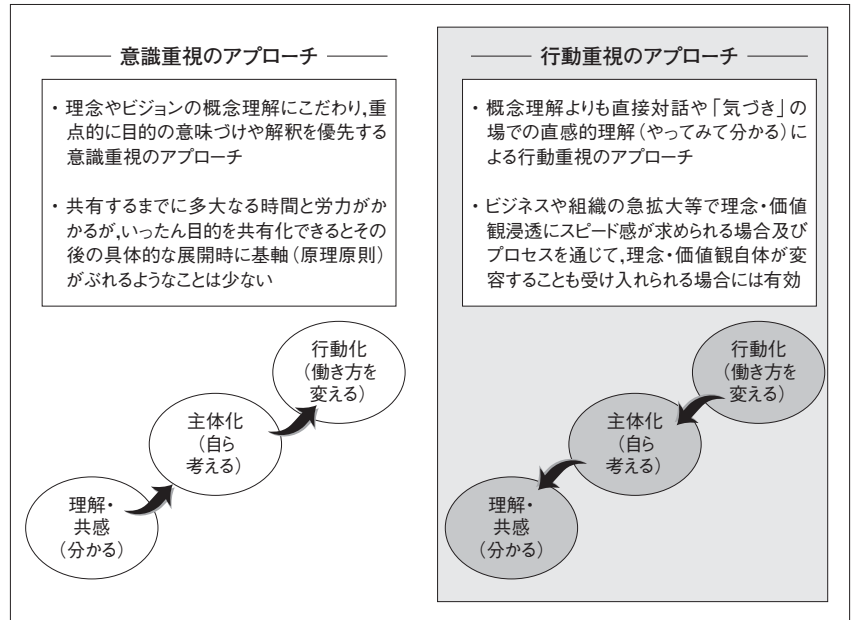 意識重視のアプローチ
・理念やビジョンの概念理解にこだわり,重
点的に目的の意味づけや解釈を優先する
意識重視のアプローチ
・共有するまでに多大なる時間と労力がか
かるが,いったん目的を共有化できるとその
後の具体的な展開時に基軸(原理原則)
がぶれるようなことは少ない
行動化
(働き方を
変える)
主体化
(自ら
考える)
理解・
共感
(分かる)
行動重視のアプローチ
・概念理解よりも直接対話や「気づき」の
場での直感的理解(やってみて分かる)に
よる行動重視のアプローチ
・ビジネスや組織の急拡大等で理念・価値
観浸透にスピード感が求められる場合及び
プロセスを通じて,理念・価値観自体が変
容することも受け入れられる場合には有効
行動化
(働き方を
変える)
主体化
(自ら
考える)
理解・
共感
(分かる)